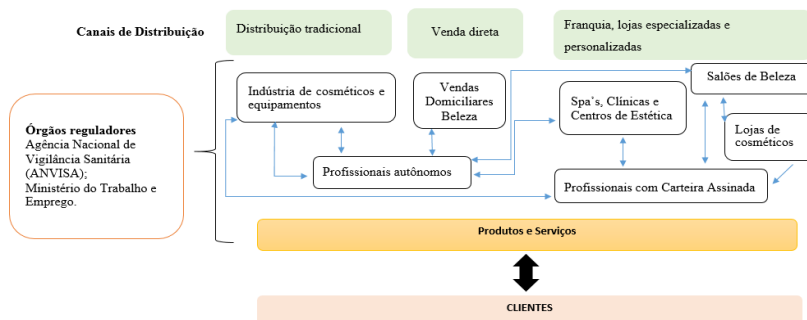 Canais de Distribuição
Distribuição tradicional
Venda direta
Franquia, lojas especializadas e
personalizadas
Indústria de cosméticos e
equipamentos
Vendas
Domiciliares
Beleza
Spa’s, Clínicas e
Centros de Estética
Salões de Beleza
Lojas de
cosméticos
Órgãos reguladores
Agência Nacional de
Vigilância Sanitária
(ANVISA);
Ministério do Trabalho e
Emprego.
Profissionais autônomos
Profissionais com Carteira Assinada
Produtos e Serviços
CLIENTES